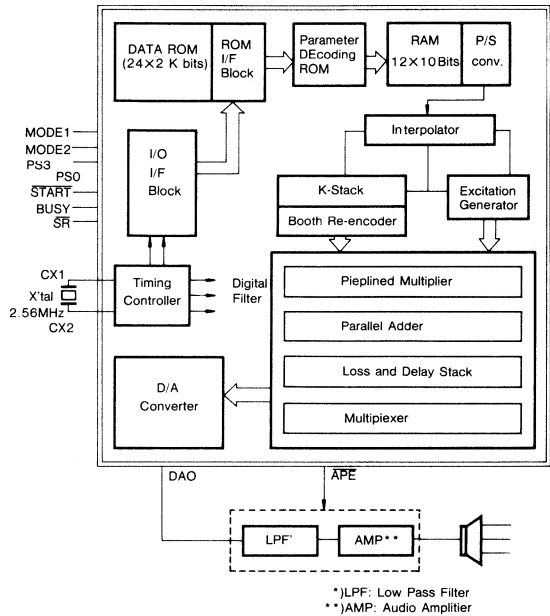 DATA ROM
(24×2 K bits)
ROM
I/F
Block
Parameter
DEcoding
ROM
RAM
12×10Bits
P/S
conv.
MODE1
MODE2
PS3
PS0
START
BUSY
SR
I/O
I/F
Block
Interpolator
K-Stack
Booth Re-encoder
Excitation
Generator
CX1
X'tal
2.56MHz
CX2
Timing
Controller
Digital
Filter
Pieplined Multiplier
Parallel Adder
Loss and Delay Stack
Multipiexer
D/A
Converter
DAO
APE
LPF'
AMP**
*)LPF: Low Pass Filter
**)AMP: Audio Amplitier